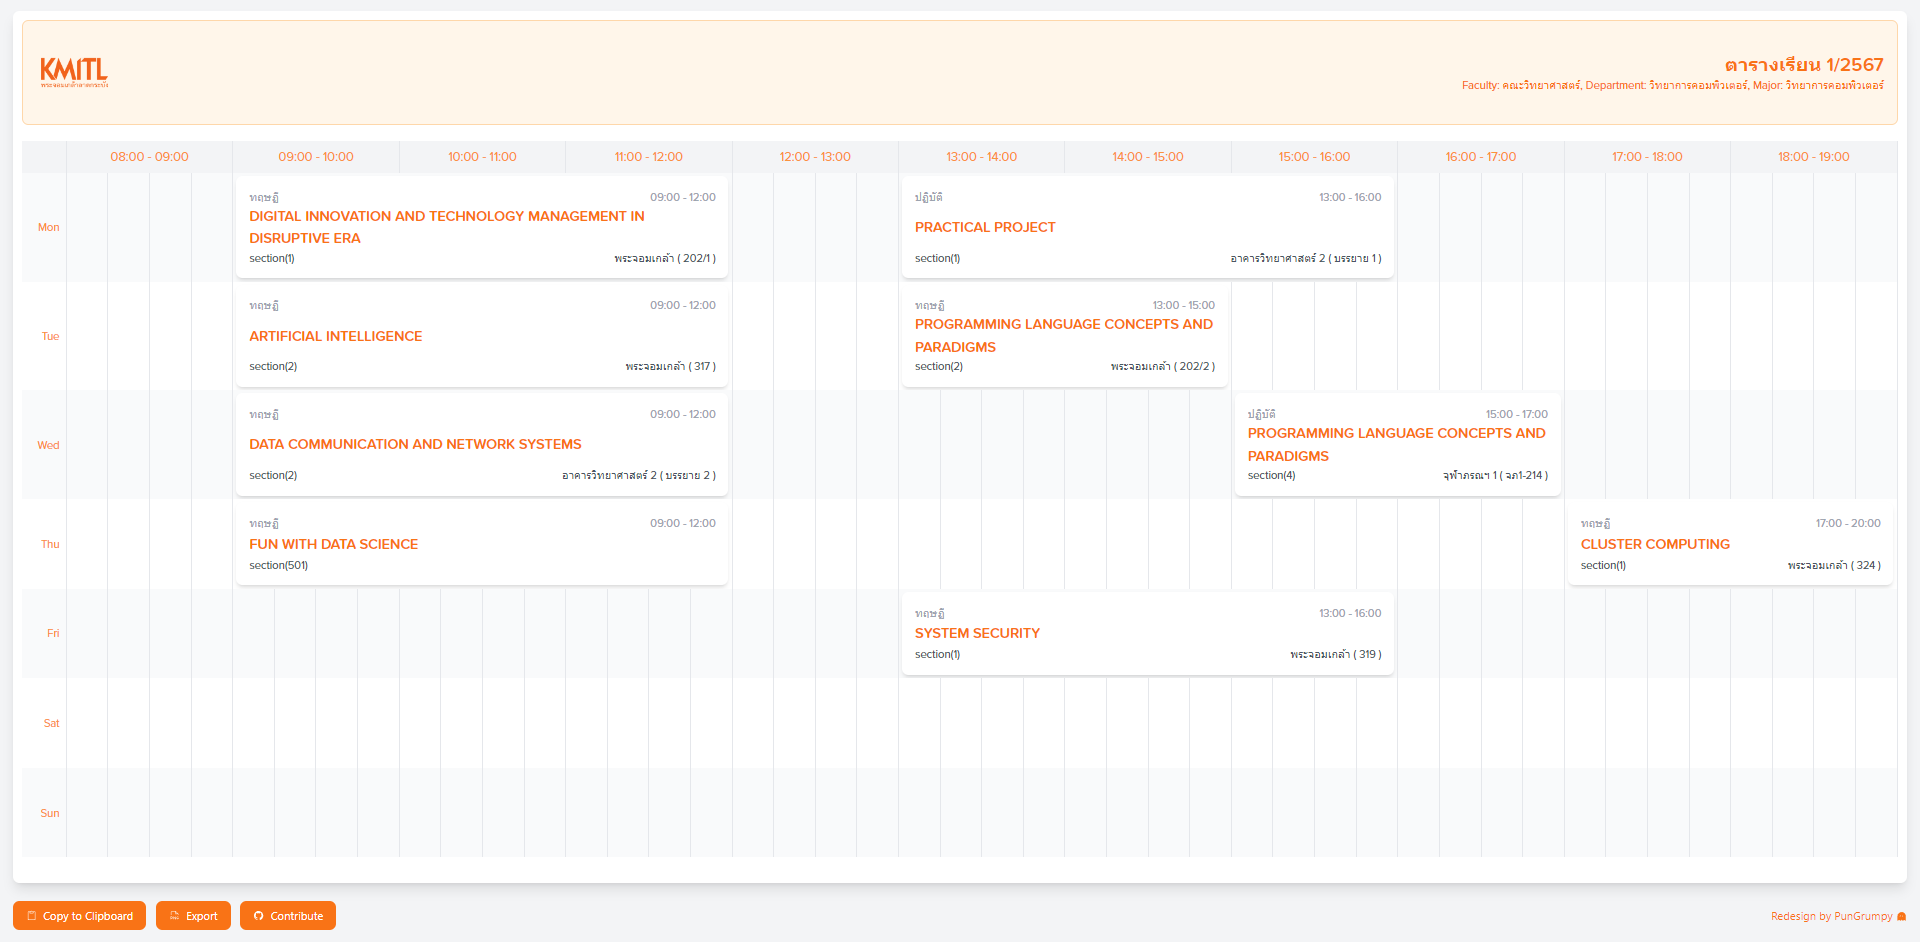 KMITL
พระจอมเกล้าลาดกระบัง
ตารางเรียน 1/2567
Faculty: คณะวิทยาศาสตร์, Department: วิทยาการคอมพิวเตอร์, Major: วิทยาการคอมพิวเตอร์
08:00 - 09:00 09:00 - 10:00 10:00 - 11:00 11:00 - 12:00 12:00 - 13:00 13:00 - 14:00 14:00 - 15:00 15:00 - 16:00 16:00 - 17:00 17:00 - 18:00 18:00 - 19:00
Mon
ทฤษฎี 09:00 - 12:00
DIGITAL INNOVATION AND TECHNOLOGY MANAGEMENT IN
DISRUPTIVE ERA
section(1) พระจอมเกล้า ( 202/1 )
ปฏิบัติ 13:00 - 16:00
PRACTICAL PROJECT
section(1) อาคารวิทยาศาสตร์ 2 ( บรรยาย 1 )
Tue
ทฤษฎี 09:00 - 12:00
ARTIFICIAL INTELLIGENCE
section(2) พระจอมเกล้า ( 317 )
ทฤษฎี 13:00 - 15:00
PROGRAMMING LANGUAGE CONCEPTS AND
PARADIGMS
section(2) พระจอมเกล้า ( 202/2 )
Wed
ทฤษฎี 09:00 - 12:00
DATA COMMUNICATION AND NETWORK SYSTEMS
section(2) อาคารวิทยาศาสตร์ 2 ( บรรยาย 2 )
ปฏิบัติ 15:00 - 17:00
PROGRAMMING LANGUAGE CONCEPTS AND
PARADIGMS
section(4) จุฬาภรณฯ 1 ( จภ1-214 )
Thu
ทฤษฎี 09:00 - 12:00
FUN WITH DATA SCIENCE
section(501)
ทฤษฎี 17:00 - 20:00
CLUSTER COMPUTING
section(1) พระจอมเกล้า ( 324 )
Fri
ทฤษฎี 13:00 - 16:00
SYSTEM SECURITY
section(1) พระจอมเกล้า ( 319 )
Sat
Sun
Copy to Clipboard Export Contribute
Redesign by PunGrumpy